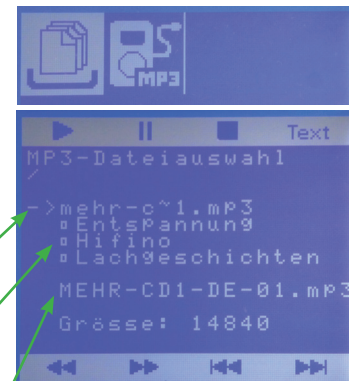 MP3
Text
MP3-Dateiauswahl
/
->mehr-c~1.mp3
Entspannung
Hifino
Lachgeschichten
MEHR-CD1-DE-01.mp3
Grösse: 14840